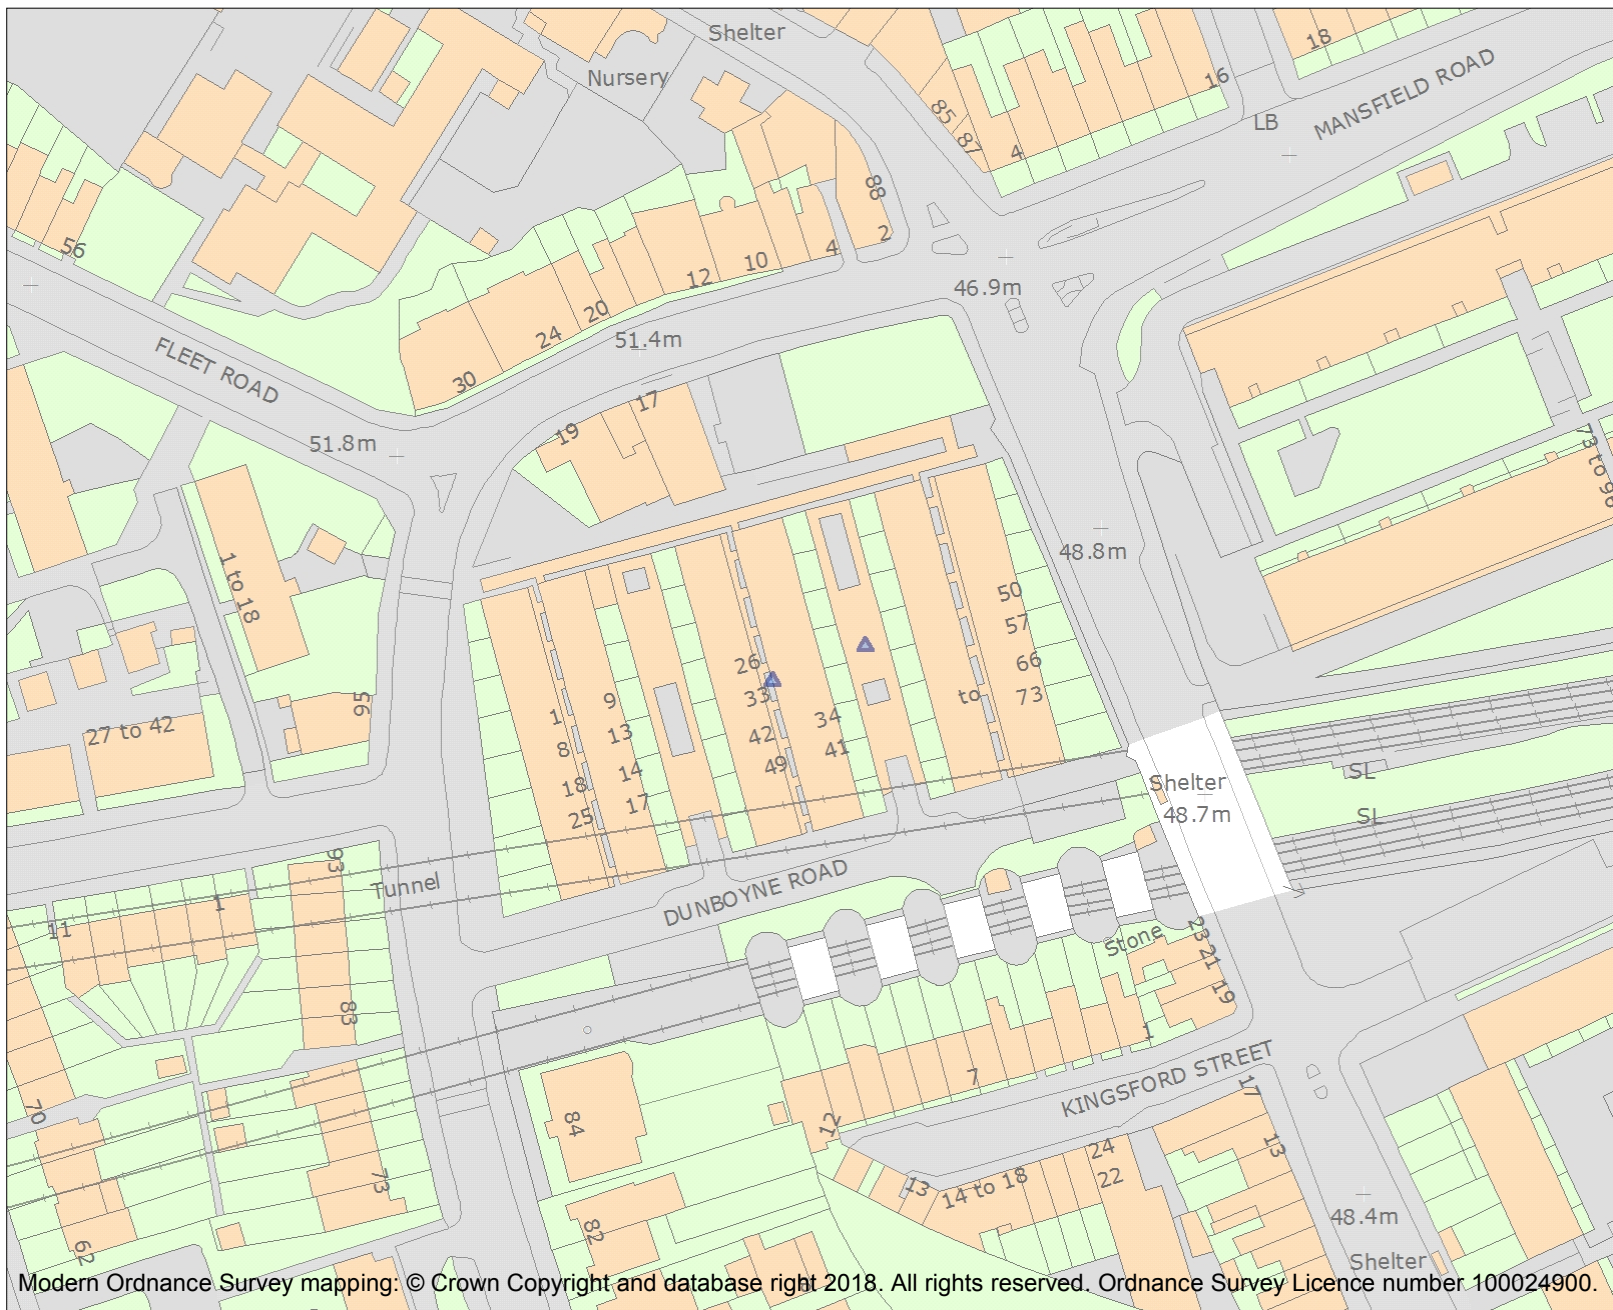 Shelter
18
Nursery
16
MANSFIELD ROAD
85
87
4
LB
88
56
2
4
10
12
46.9m
20
24
51.4m
FLEET ROAD
30
17
19
51.8m
73 to 96
48.8m
1 to 18
50
57
26
66
33
to
73
56
9
1
34
27 to 42
13
8
42
41
14
49
18
17
25
Shelter
SL
48.7m
SL
93
Tunnel
DUNBOYNE ROAD
1
11
23
21
Stone
19
83
1
7
KINGSFORD STREET
70
84
12
17
13
24
22
73
13
14 to 18
82
62
48.4m
Shelter
Modern Ordnance Survey mapping: © Crown Copyright and database right 2018. All rights reserved. Ordnance Survey Licence number 100024900.